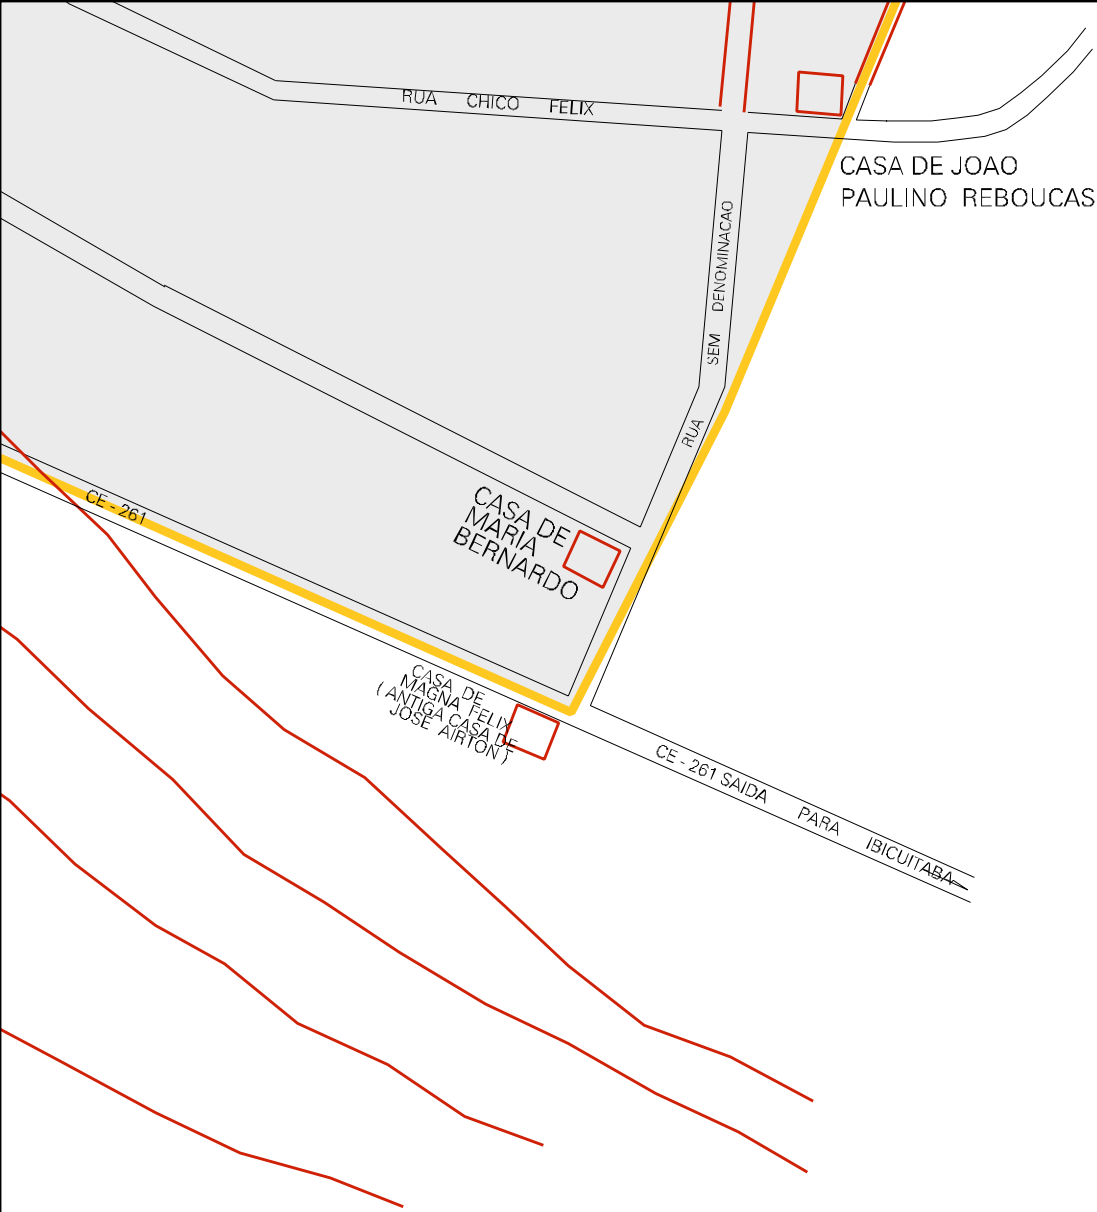 RUA CHICO FELIX
CASA DE JOAO
PAULINO REBOUCAS
RUA SEM DENOMINACAO
CE - 261
CASA DE
MARIA
BERNARDO
CASA DE
MAGNA FELIX
( ANTIGA CASA DE
JOSE AIRTON )
CE - 261 SAIDA PARA IBICUITABA